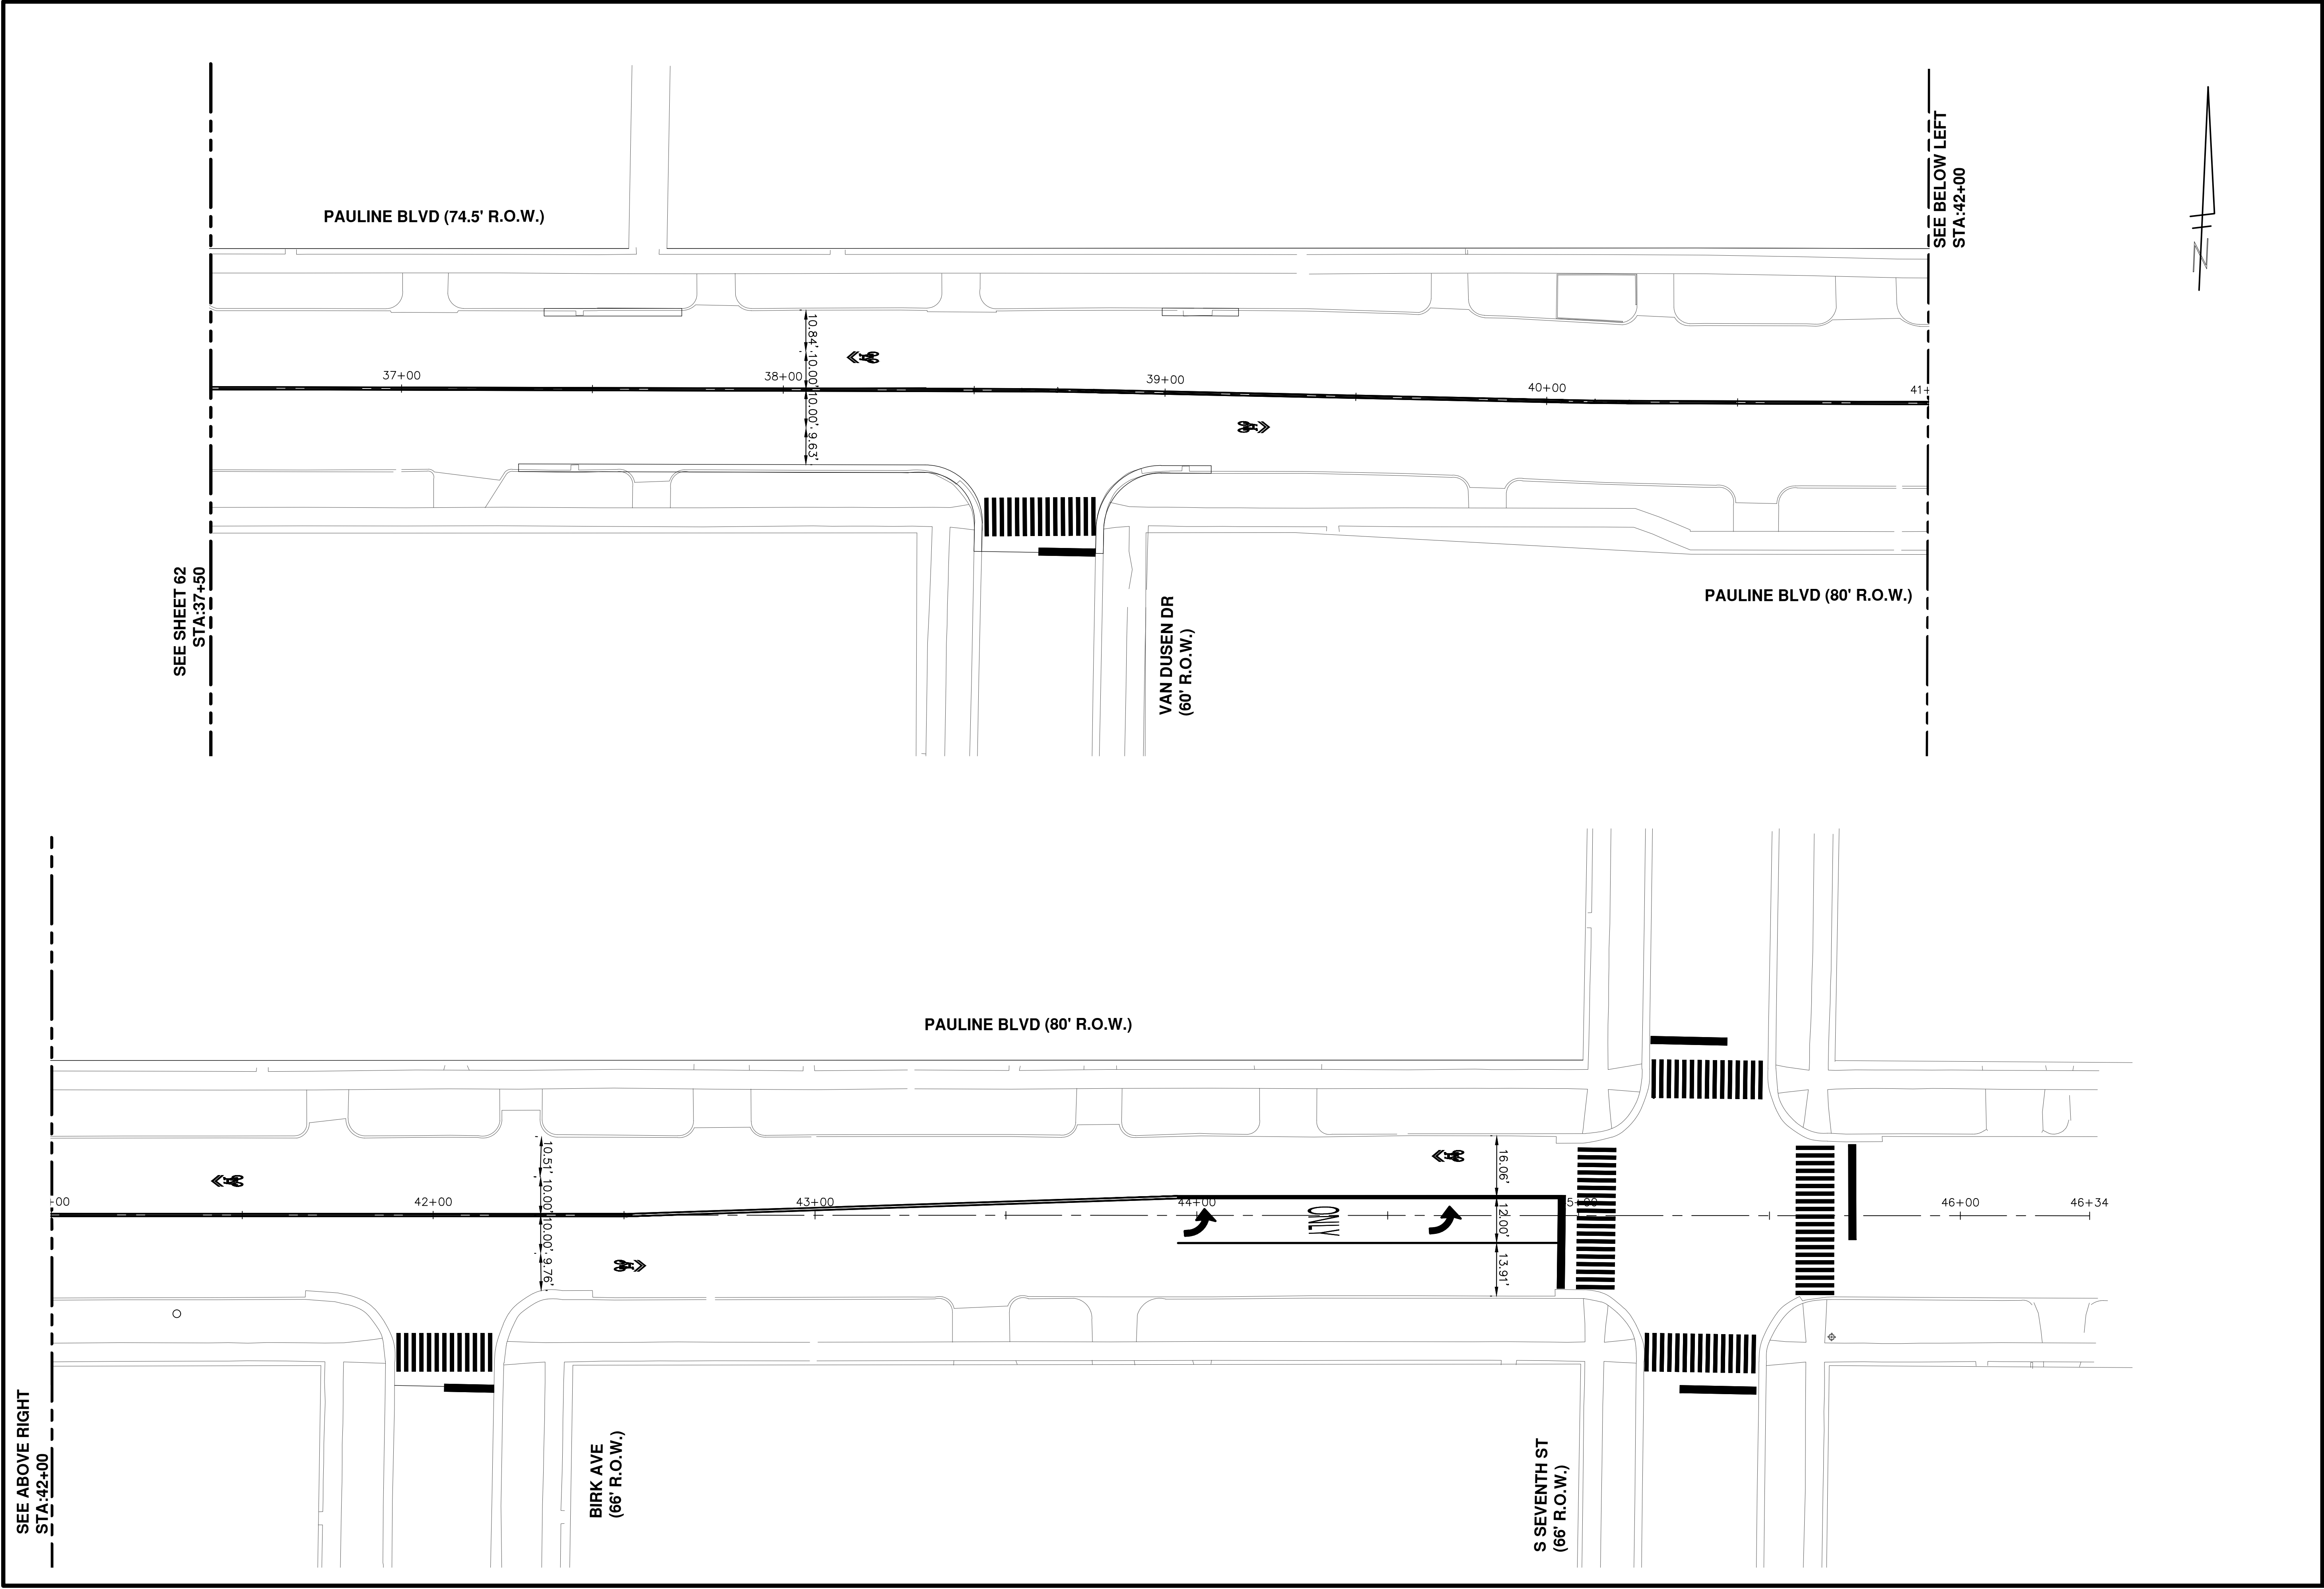 PAULINE BLVD (74.5' R.O.W.)
SEE BELOW LEFT
STA:42+00
N
10.84'
10.00'
10.00'
9.63'
37+00
38+00
39+00
40+00
41+
SEE SHEET 62
STA:37+50
VAN DUSEN DR
(60' R.O.W.)
PAULINE BLVD (80' R.O.W.)
PAULINE BLVD (80' R.O.W.)
10.51'
10.00'
10.00'
9.76'
16.06'
12.00'
13.91'
-00
42+00
43+00
44+00
5+00
46+00
46+34
ONLY
SEE ABOVE RIGHT
STA:42+00
BIRK AVE
(66' R.O.W.)
S SEVENTH ST
(66' R.O.W.)